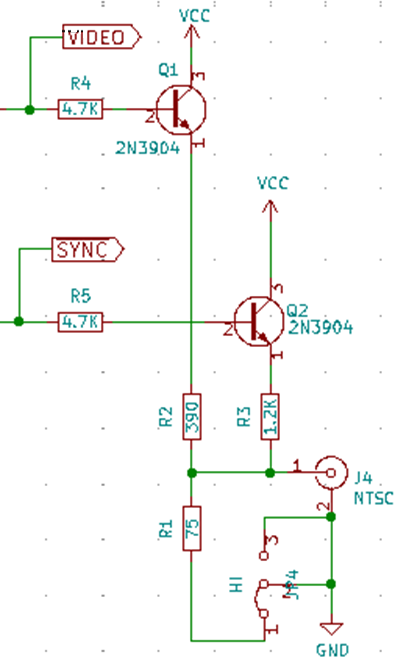 VCC
VIDEO
R4
4.7K
Q1
3
2
1
2N3904
VCC
SYNC
R5
4.7K
3
Q2
2N3904
2
1
R2
390
R3
1.2K
1
J4
NTSC
2
R1
75
3
HI
JP4
2
1
GND